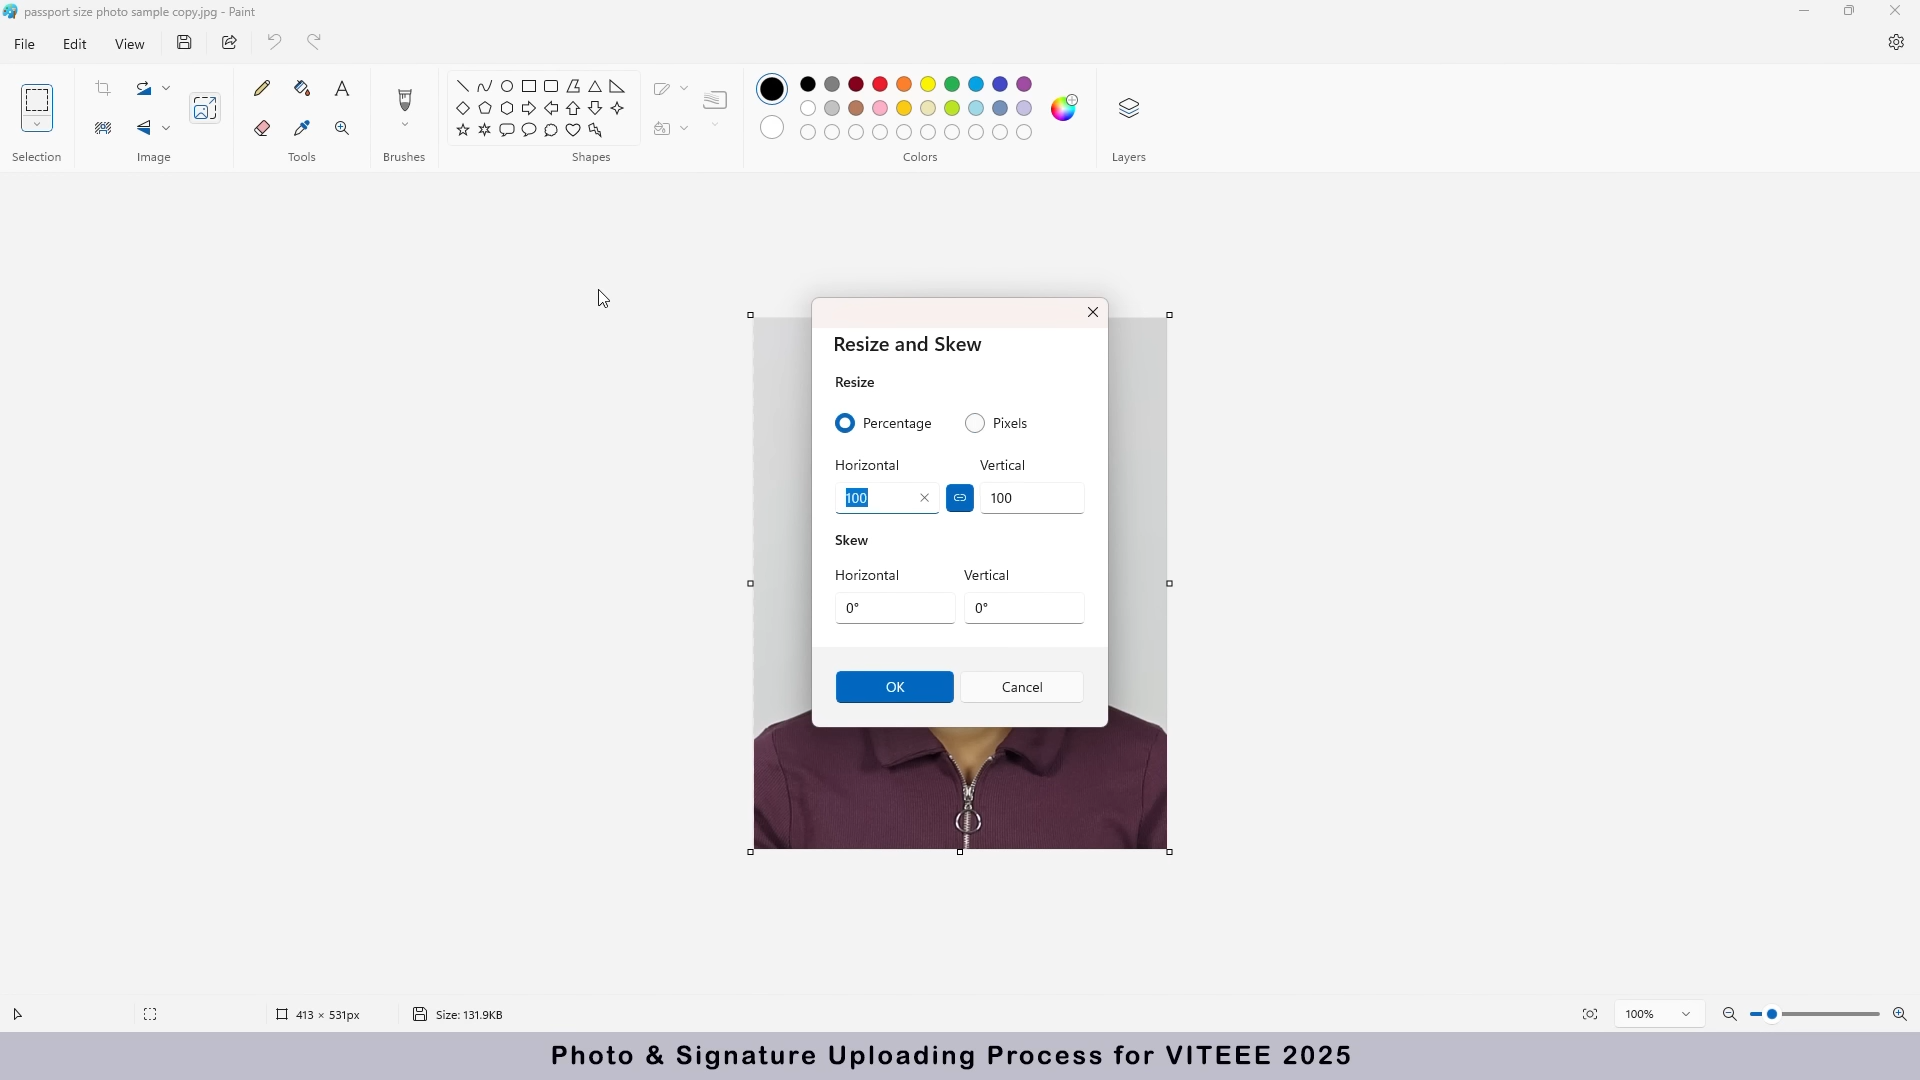 passport size photo sample copy.jpg - Paint
File Edit View
Selection Image Tools Brushes Shapes Colors Layers
Resize and Skew
Resize
Percentage Pixels
Horizontal Vertical
100 100
Skew
Horizontal Vertical
0° 0°
OK Cancel
413 × 531px Size: 131.9KB 100%
Photo & Signature Uploading Process for VITEEE 2025